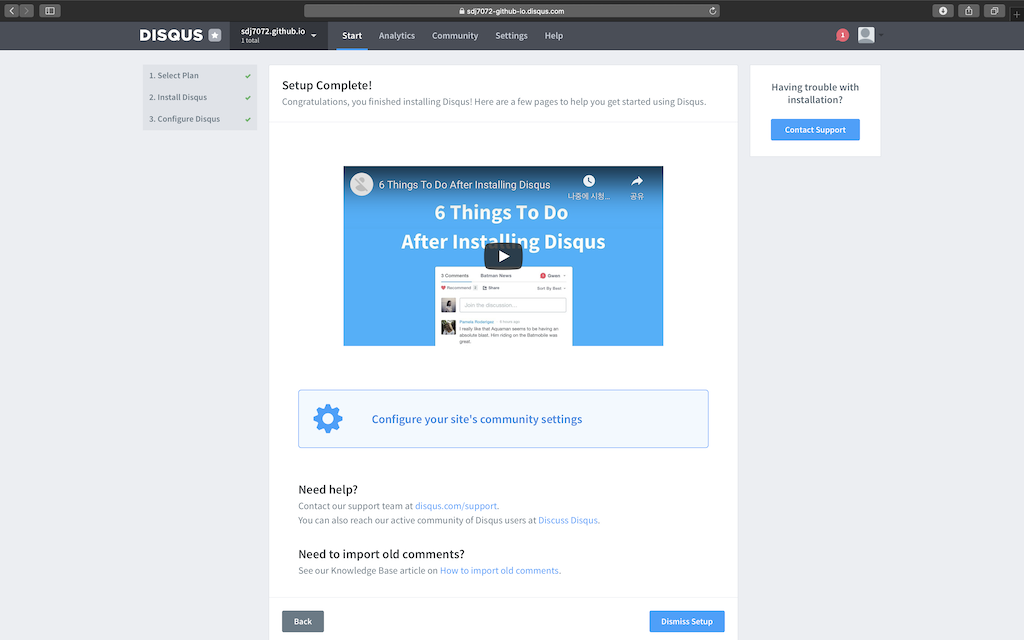 sdj7072-github-io.disqus.com
DISQUS
sdj7072.github.io
1 total
Start
Analytics
Community
Settings
Help
1
1. Select Plan
2. Install Disqus
3. Configure Disqus
Setup Complete!
Congratulations, you finished installing Disqus! Here are a few pages to help you get started using Disqus.
Having trouble with
installation?
Contact Support
6 Things To Do After Installing Disqus
나중에 시청...
공유
6 Things To Do
After Installing Disqus
3 Comments
Batman News
Gwen
Recommend
Share
Sort By Best
Join the discussion...
Pamela Rodengez
I really like that Aquaman seems to be having an
absolute blast. Him riding on the Batmobile was
great.
Configure your site's community settings
Need help?
Contact our support team at disqus.com/support.
You can also reach our active community of Disqus users at Discuss Disqus.
Need to import old comments?
See our Knowledge Base article on How to import old comments.
Back
Dismiss Setup